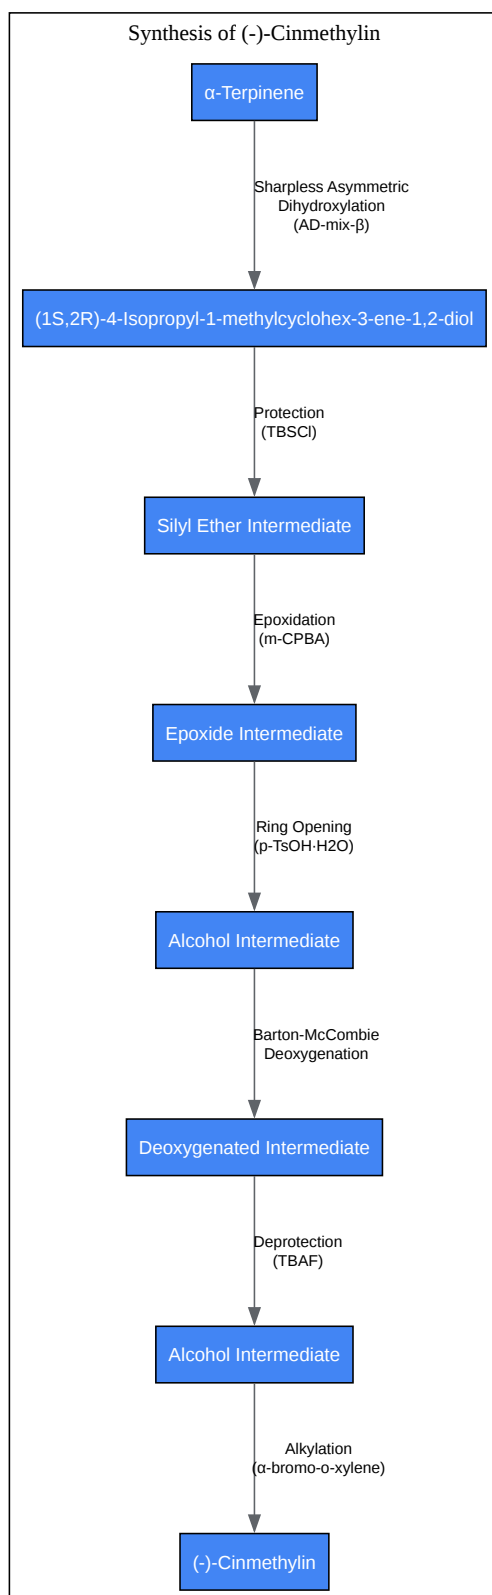 Synthesis of (-)-Cinmethylin
α-Terpinene
Sharpless Asymmetric
Dihydroxylation
(AD-mix-β)
(1S,2R)-4-Isopropyl-1-methylcyclohex-3-ene-1,2-diol
Protection
(TBSCl)
Silyl Ether Intermediate
Epoxidation
(m-CPBA)
Epoxide Intermediate
Ring Opening
(p-TsOH·H2O)
Alcohol Intermediate
Barton-McCombie
Deoxygenation
Deoxygenated Intermediate
Deprotection
(TBAF)
Alcohol Intermediate
Alkylation
(α-bromo-o-xylene)
(-)-Cinmethylin